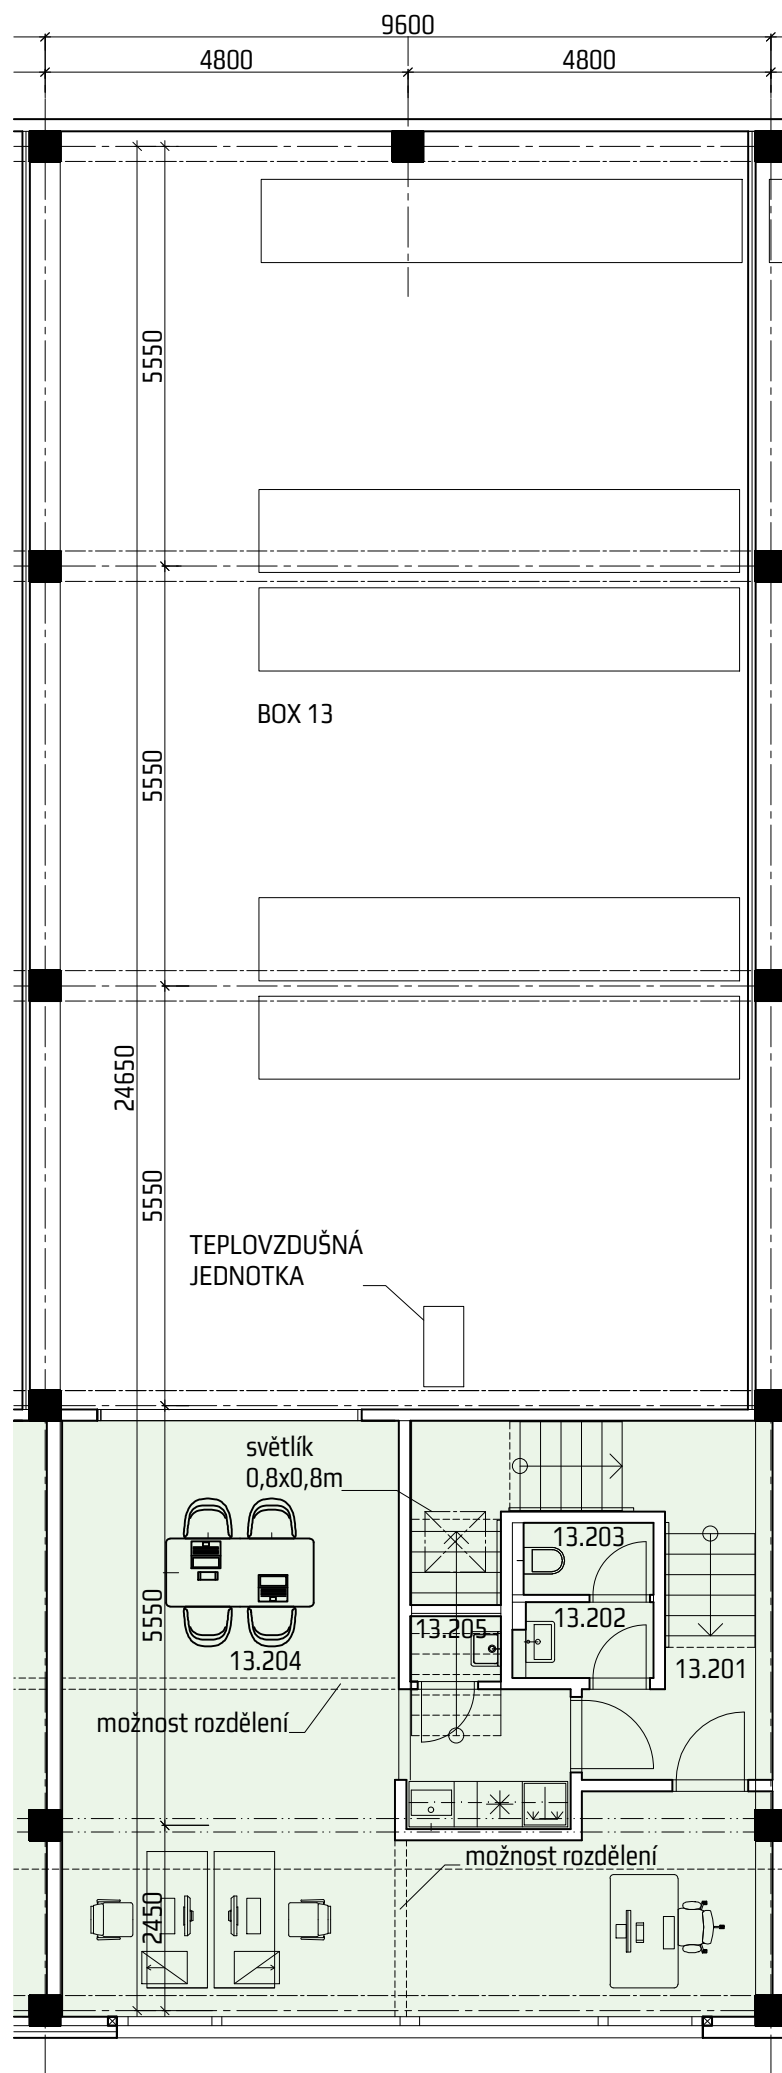 9600
4800
4800
5550
BOX 13
5550
24650
5550
TEPLOVZDUŠNÁ
JEDNOTKA
světlík
0,8x0,8m
13.203
5550
13.202
13.205
13.204
13.201
možnost rozdělení
možnost rozdělení
2450